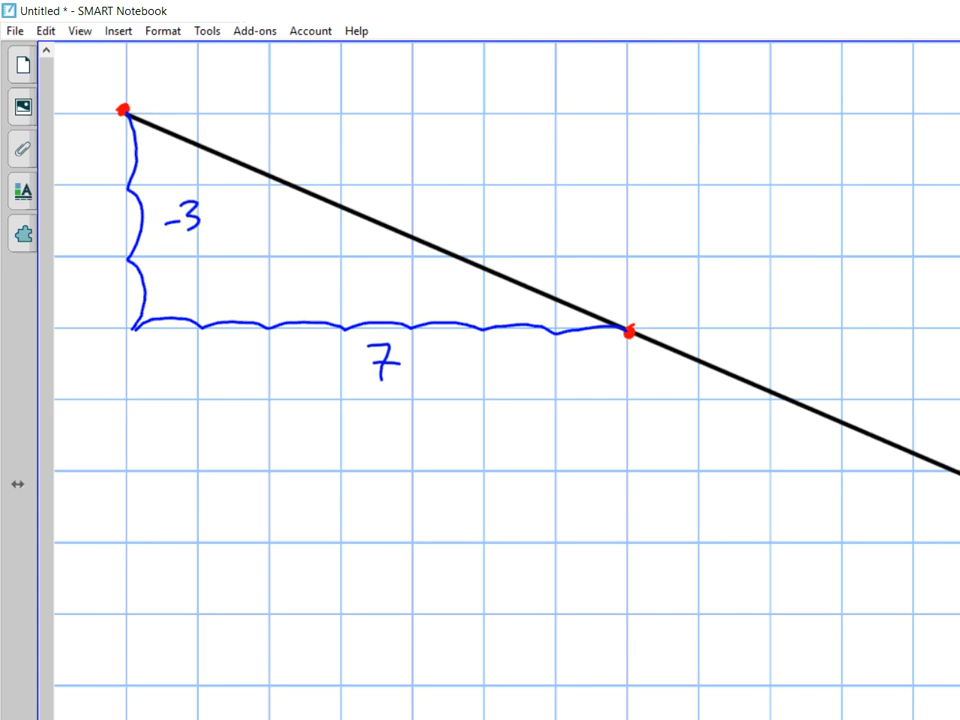 Untitled * - SMART Notebook
File Edit View Insert Format Tools Add-ons Account Help
-3
7